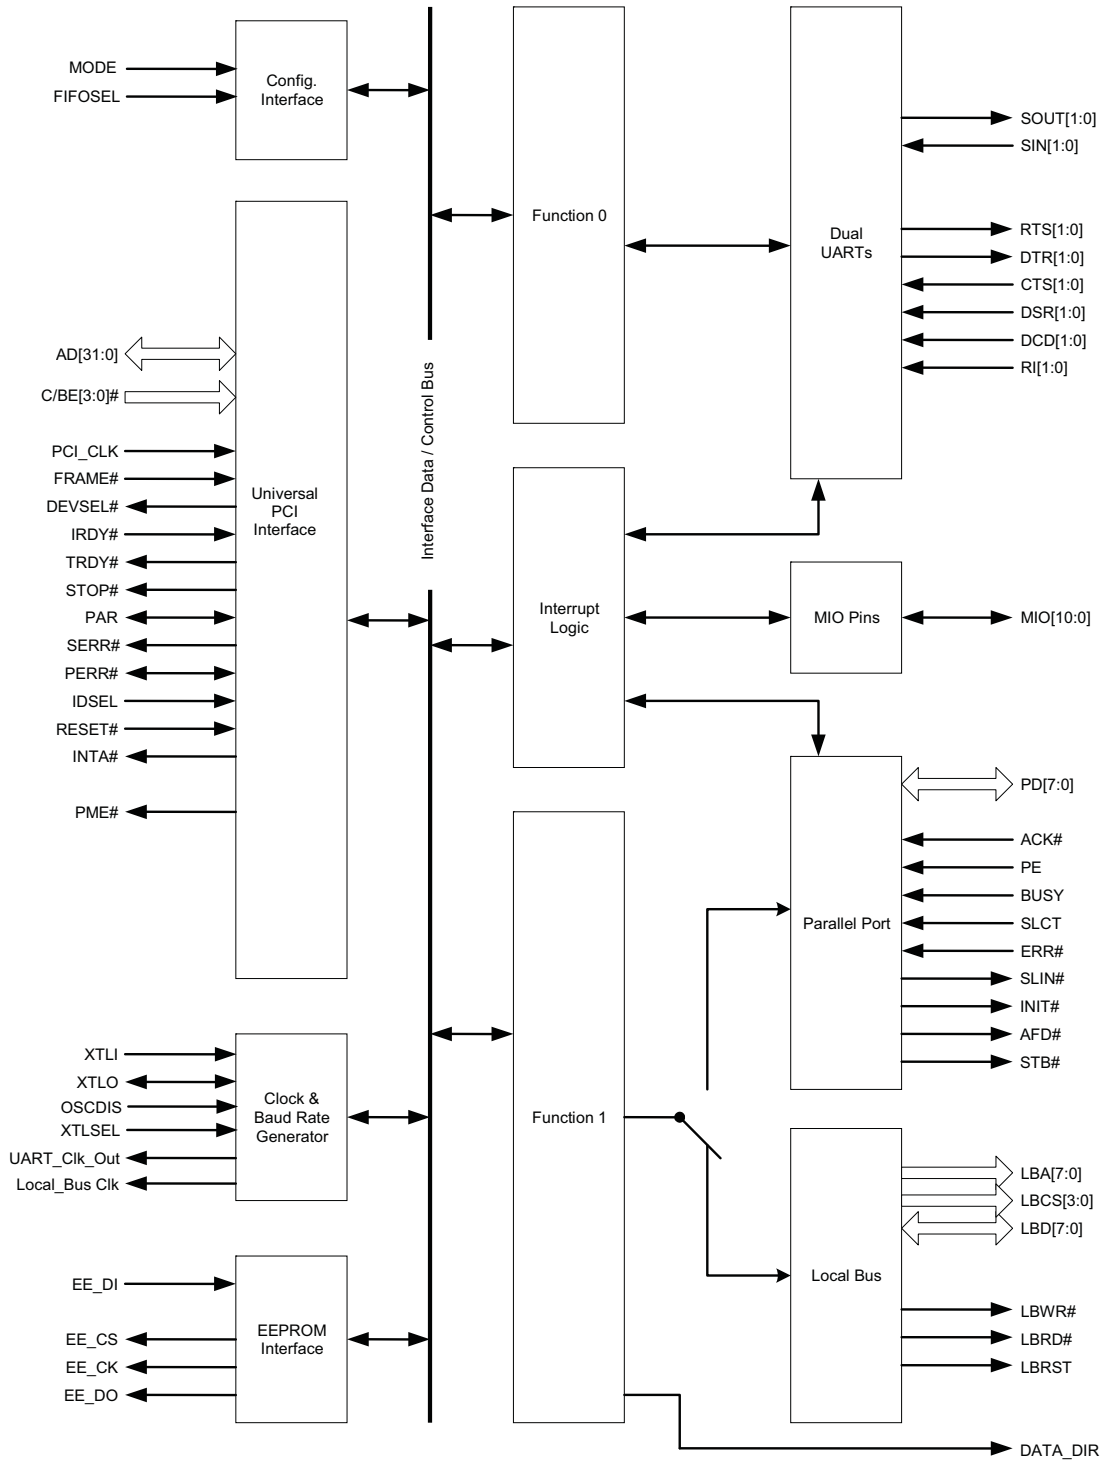 MODE
FIFOSEL
Config.
Interface
AD[31:0]
C/BE[3:0]#
PCI_CLK
FRAME#
DEVSEL#
IRDY#
TRDY#
STOP#
PAR
SERR#
PERR#
IDSEL
RESET#
INTA#
PME#
Universal
PCI
Interface
XTLI
XTLO
OSCDIS
XTLSEL
UART_Clk_Out
Local_Bus Clk
Clock &
Baud Rate
Generator
EE_DI
EE_CS
EE_CK
EE_DO
EEPROM
Interface
Interface Data / Control Bus
Function 0
Interrupt
Logic
Function 1
Dual
UARTs
SOUT[1:0]
SIN[1:0]
RTS[1:0]
DTR[1:0]
CTS[1:0]
DSR[1:0]
DCD[1:0]
RI[1:0]
MIO Pins
MIO[10:0]
Parallel Port
PD[7:0]
ACK#
PE
BUSY
SLCT
ERR#
SLIN#
INIT#
AFD#
STB#
Local Bus
LBA[7:0]
LBCS[3:0]
LBD[7:0]
LBWR#
LBRD#
LBRST
DATA_DIR